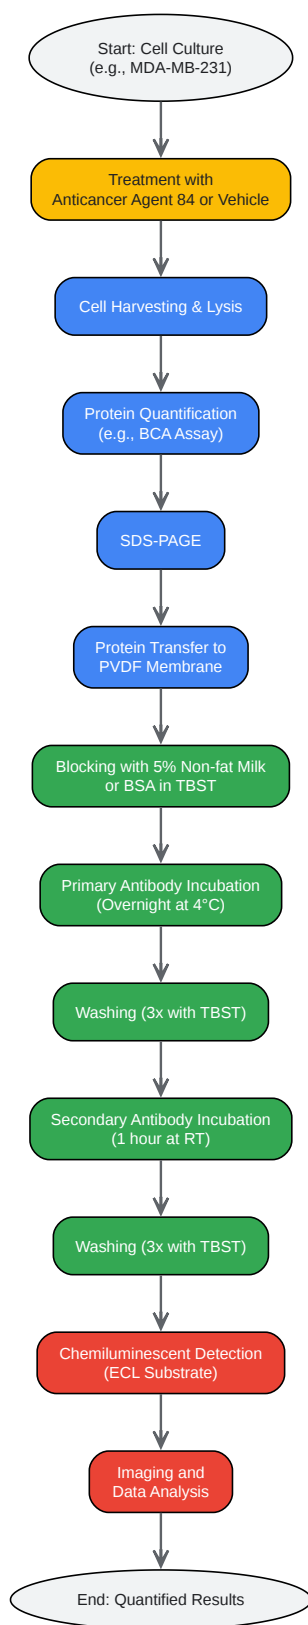 Start: Cell Culture
(e.g., MDA-MB-231)
Treatment with
Anticancer Agent 84 or Vehicle
Cell Harvesting & Lysis
Protein Quantification
(e.g., BCA Assay)
SDS-PAGE
Protein Transfer to
PVDF Membrane
Blocking with 5% Non-fat Milk
or BSA in TBST
Primary Antibody Incubation
(Overnight at 4°C)
Washing (3x with TBST)
Secondary Antibody Incubation
(1 hour at RT)
Washing (3x with TBST)
Chemiluminescent Detection
(ECL Substrate)
Imaging and
Data Analysis
End: Quantified Results